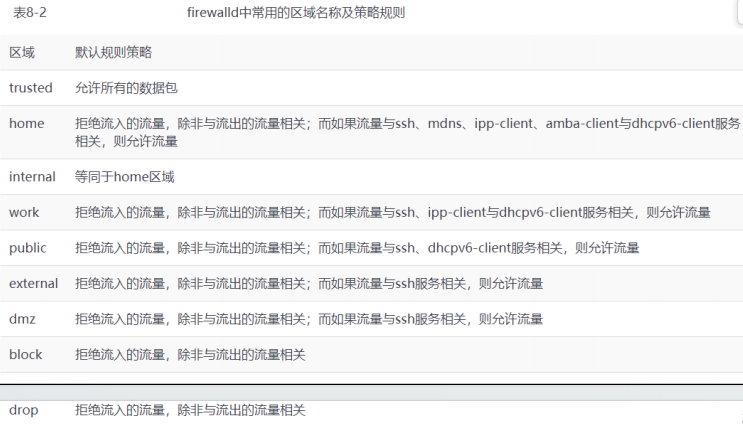 表8-2 firewalld中常用的区域名称及策略规则
区域 默认规则策略
trusted 允许所有的数据包
home 拒绝流入的流量，除非与流出的流量相关；而如果流量与ssh、mdns、ipp-client、amba-client与dhcpv6-client服务
相关，则允许流量
internal 等同于home区域
work 拒绝流入的流量，除非与流出的流量相关；而如果流量与ssh、ipp-client与dhcpv6-client服务相关，则允许流量
public 拒绝流入的流量，除非与流出的流量相关；而如果流量与ssh、dhcpv6-client服务相关，则允许流量
external 拒绝流入的流量，除非与流出的流量相关；而如果流量与ssh服务相关，则允许流量
dmz 拒绝流入的流量，除非与流出的流量相关；而如果流量与ssh服务相关，则允许流量
block 拒绝流入的流量，除非与流出的流量相关
drop 拒绝流入的流量，除非与流出的流量相关